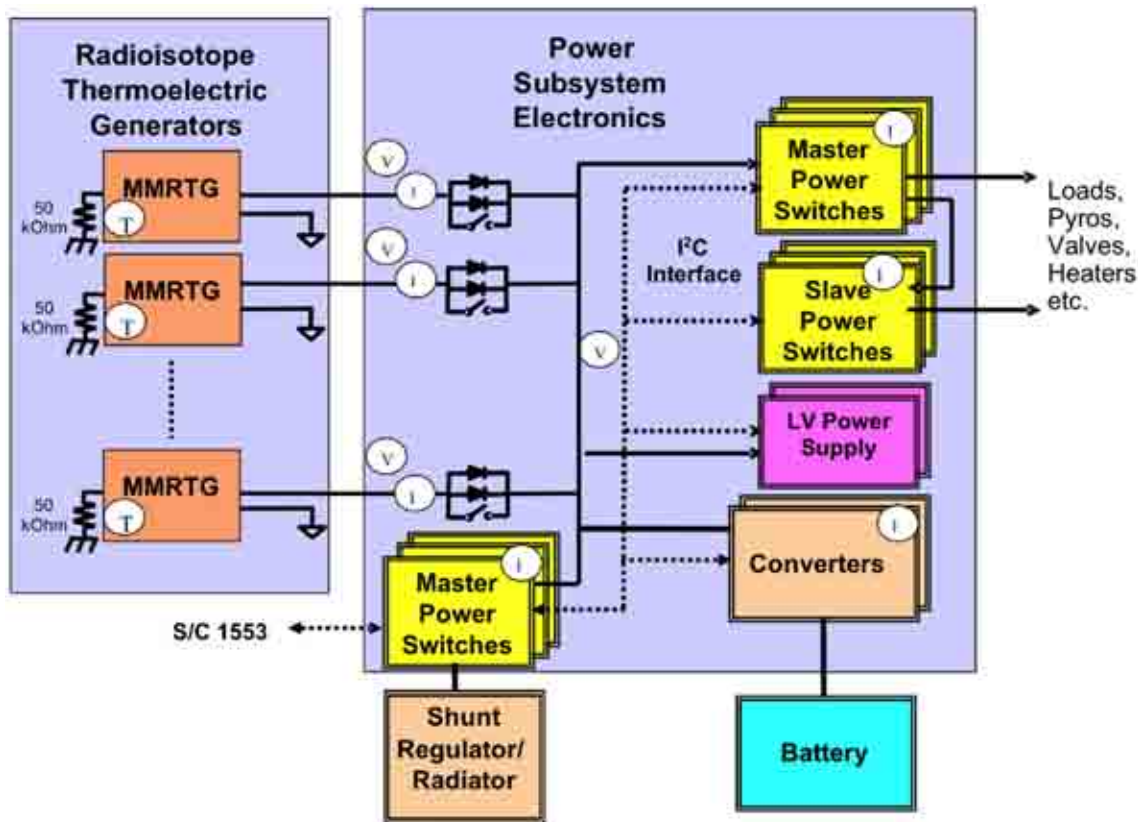 Radioisotope
Thermoelectric
Generators
50
kOhm
MMRTG
T
50
kOhm
MMRTG
T
50
kOhm
MMRTG
T
Power
Subsystem
Electronics
V
I
V
I
V
I
V
I²C
Interface
Master
Power
Switches
I
Slave
Power
Switches
I
LV Power
Supply
Converters
I
Master
Power
Switches
I
Loads,
Pyros,
Valves,
Heaters
etc.
S/C 1553
Shunt
Regulator/
Radiator
Battery